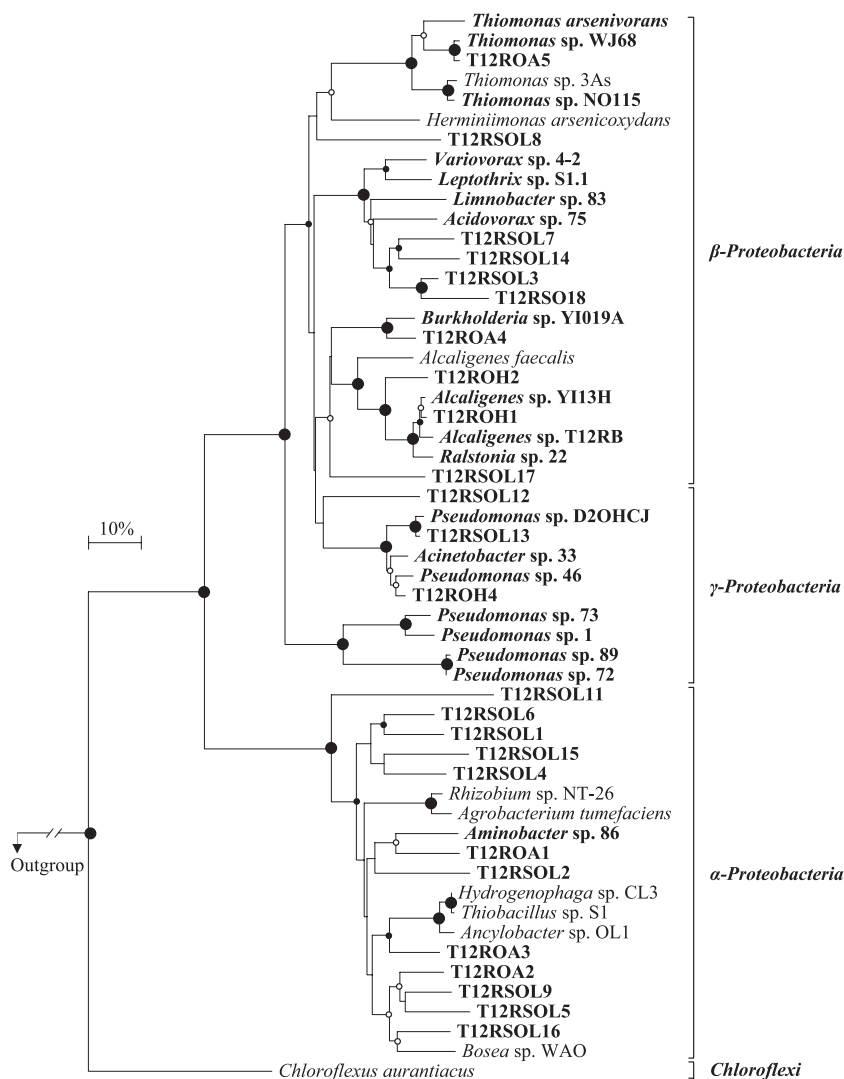 Thiomonas arsenivorans
Thiomonas sp. WJ68
T12ROA5
Thiomonas sp. 3As
Thiomonas sp. NO115
Herminiimonas arsenicoxydans
T12RSOL8
Variovorax sp. 4-2
Leptothrix sp. S1.1
Limnobacter sp. 83
Acidovorax sp. 75
T12RSOL7
β-Proteobacteria
T12RSOL14
T12RSOL3
T12RSO18
Burkholderia sp. YI019A
T12ROA4
Alcaligenes faecalis
T12ROH2
Alcaligenes sp. YI13H
T12ROH1
Alcaligenes sp. T12RB
Ralstonia sp. 22
T12RSOL17
T12RSOL12
Pseudomonas sp. D2OHCJ
10%
T12RSOL13
Acinetobacter sp. 33
Pseudomonas sp. 46
γ-Proteobacteria
T12ROH4
Pseudomonas sp. 73
Pseudomonas sp. 1
Pseudomonas sp. 89
Pseudomonas sp. 72
T12RSOL11
T12RSOL6
T12RSOL1
T12RSOL15
T12RSOL4
Rhizobium sp. NT-26
Agrobacterium tumefaciens
Aminobacter sp. 86
T12ROA1
Outgroup
T12RSOL2
α-Proteobacteria
Hydrogenophaga sp. CL3
Thiobacillus sp. S1
Ancylobacter sp. OL1
T12ROA3
T12ROA2
T12RSOL9
T12RSOL5
T12RSOL16
Bosea sp. WAO
Chloroflexus aurantiacus
Chloroflexi